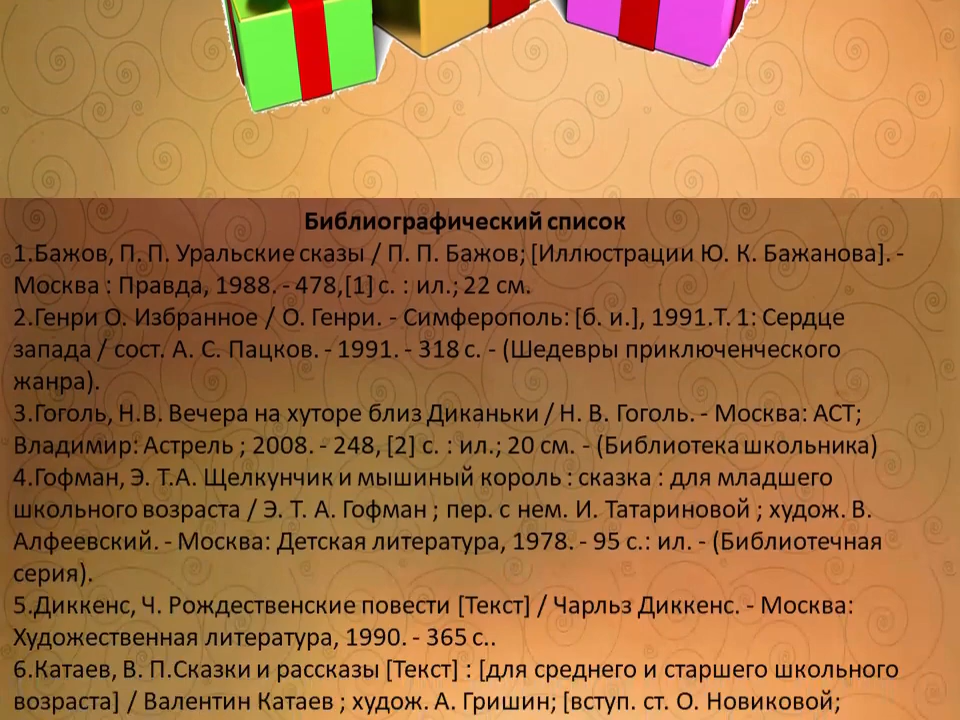 Библиографический список
1.Бажов, П. П. Уральские сказы / П. П. Бажов; [Иллюстрации Ю. К. Бажанова]. -
Москва : Правда, 1988. - 478,[1] с. : ил.; 22 см.
2.Генри О. Избранное / О. Генри. - Симферополь: [б. и.], 1991.Т. 1: Сердце
запада / сост. А. С. Пацков. - 1991. - 318 с. - (Шедевры приключенческого
жанра).
3.Гоголь, Н.В. Вечера на хуторе близ Диканьки / Н. В. Гоголь. - Москва: АСТ;
Владимир: Астрель ; 2008. - 248, [2] с. : ил.; 20 см. - (Библиотека школьника)
4.Гофман, Э. Т.А. Щелкунчик и мышиный король : сказка : для младшего
школьного возраста / Э. Т. А. Гофман ; пер. с нем. И. Татариновой ; худож. В.
Алфеевский. - Москва: Детская литература, 1978. - 95 с.: ил. - (Библиотечная
серия).
5.Диккенс, Ч. Рождественские повести [Текст] / Чарльз Диккенс. - Москва:
Художественная литература, 1990. - 365 с..
6.Катаев, В. П.Сказки и рассказы [Текст] : [для среднего и старшего школьного
возраста] / Валентин Катаев ; худож. А. Гришин; [вступ. ст. О. Новиковой;